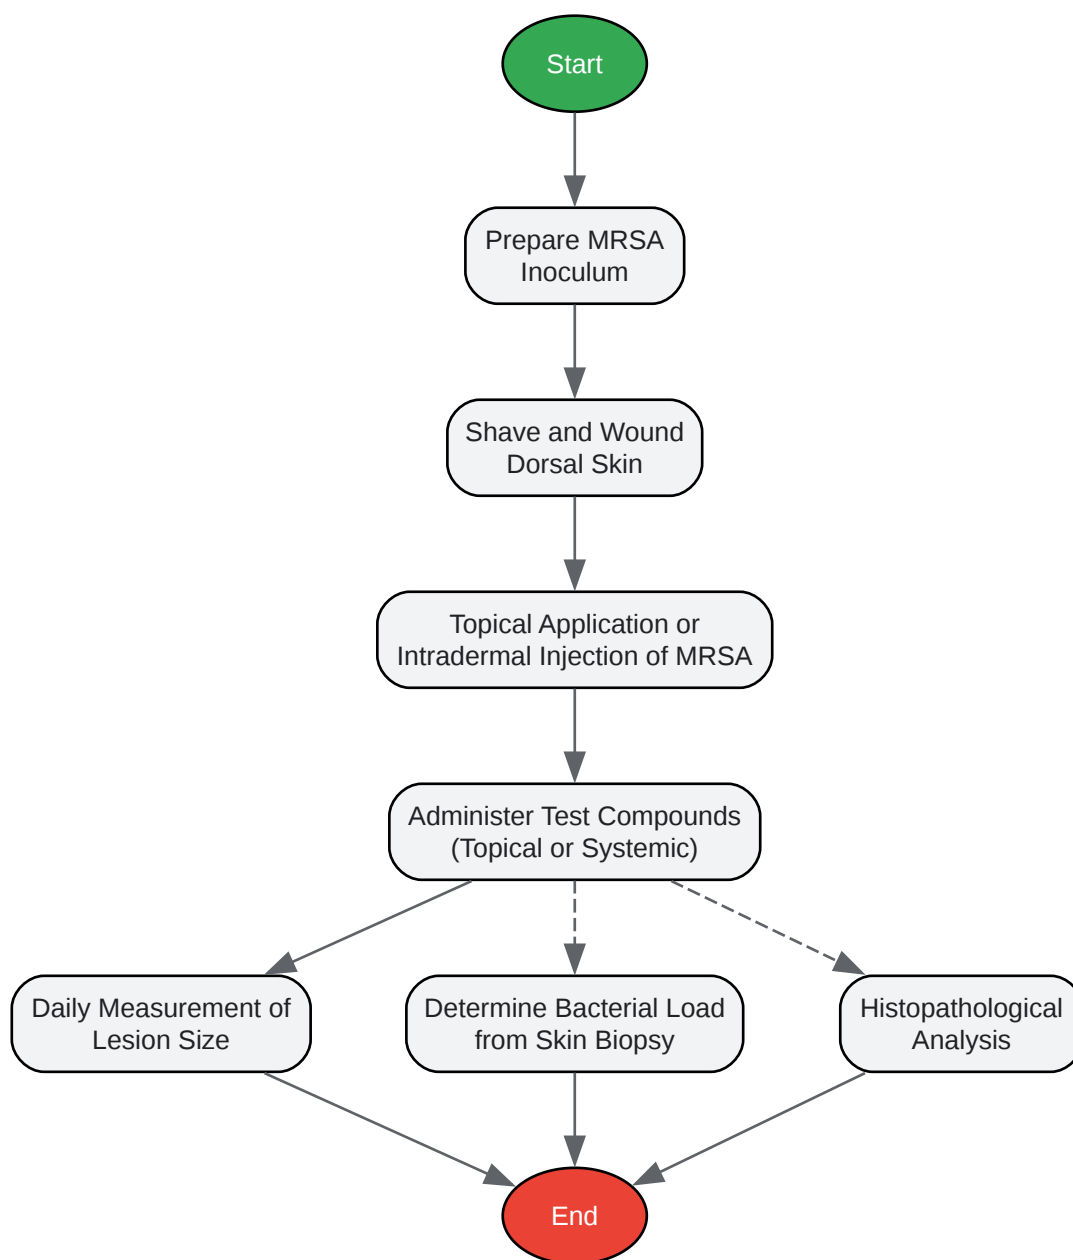 Start
Prepare MRSA
Inoculum
Shave and Wound
Dorsal Skin
Topical Application or
Intradermal Injection of MRSA
Administer Test Compounds
(Topical or Systemic)
Daily Measurement of
Lesion Size
Determine Bacterial Load
from Skin Biopsy
Histopathological
Analysis
End